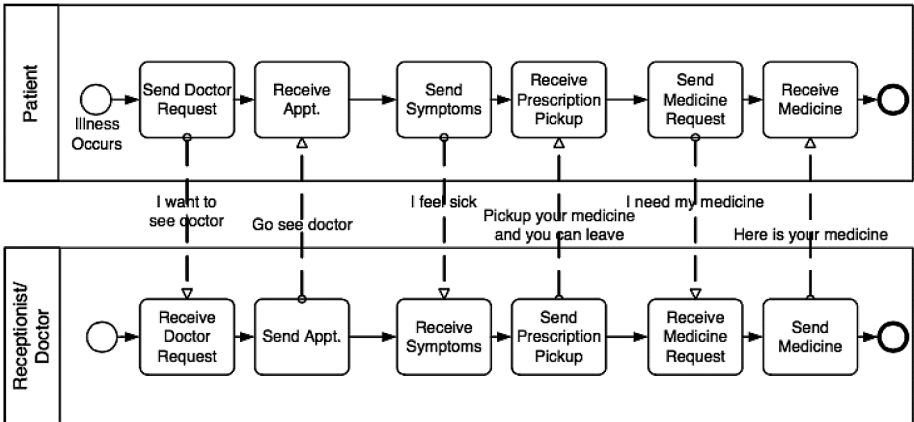 Patient
Illness
Occurs
Send Doctor
Request
Receive
Appt.
Send
Symptoms
Receive
Prescription
Pickup
Send
Medicine
Request
Receive
Medicine
I want to
see doctor
Go see doctor
I feel sick
Pickup your medicine
and you can leave
I need my medicine
Here is your medicine
Receptionist/
Doctor
Receive
Doctor
Request
Send Appt.
Receive
Symptoms
Send
Prescription
Pickup
Receive
Medicine
Request
Send
Medicine